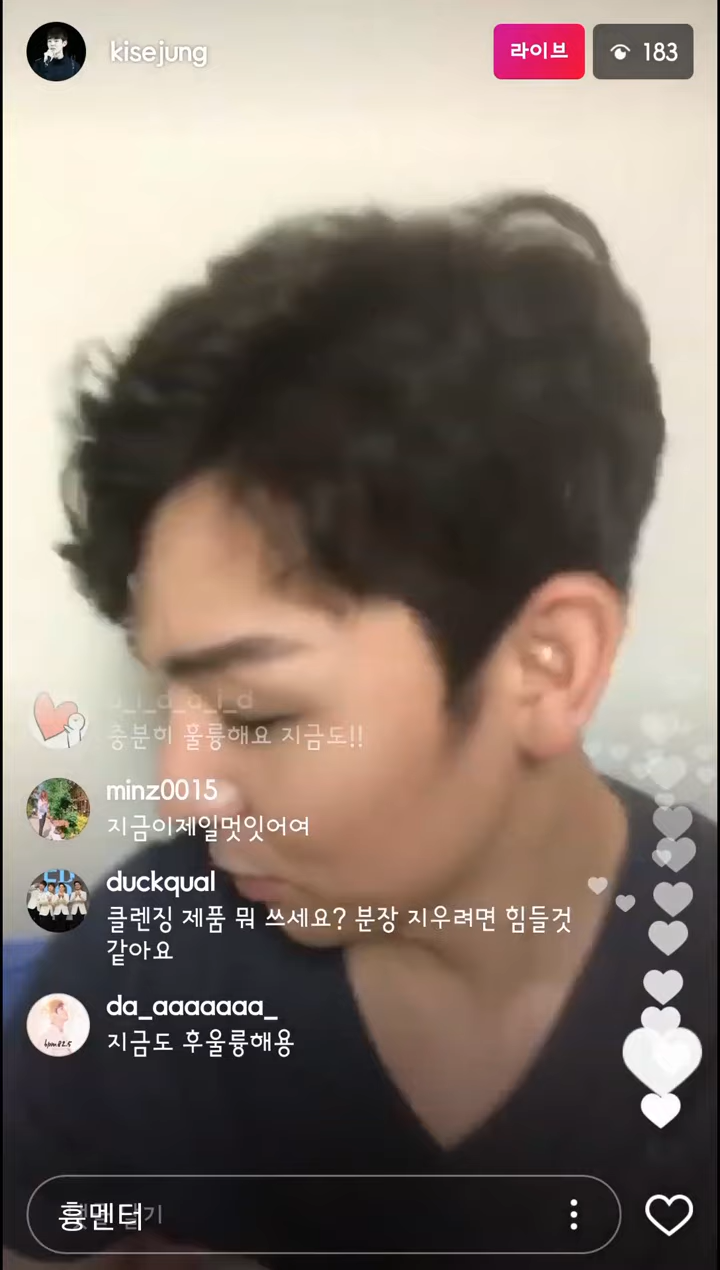 kisejung
라이브
183
충분히 훌륭해요 지금도!!
minz0015
지금이제일멋잇어여
duckqual
클렌징 제품 뭐 쓰세요? 분장 지우려면 힘들것
같아요
da_aaaaaaa_
지금도 후울륭해용
흉멘터